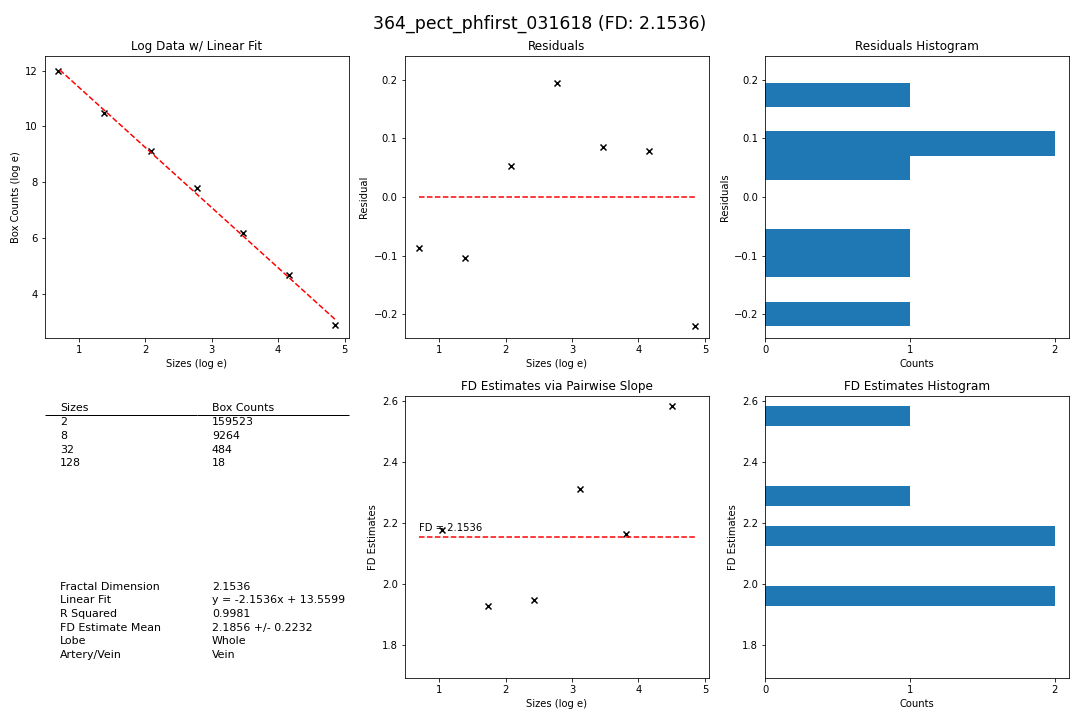 364_pect_phfirst_031618 (FD: 2.1536)
Log Data w/ Linear Fit
12
10
8
6
4
Box Counts (log e)
1 2 3 4 5
Sizes (log e)
Residuals
0.2
0.1
0.0
−0.1
−0.2
Residual
1 2 3 4 5
Sizes (log e)
Residuals Histogram
0.2
0.1
0.0
−0.1
−0.2
Residuals
0 1 2
Counts
Sizes Box Counts
2 159523
8 9264
32 484
128 18
Fractal Dimension 2.1536
Linear Fit y = -2.1536x + 13.5599
R Squared 0.9981
FD Estimate Mean 2.1856 +/- 0.2232
Lobe Whole
Artery/Vein Vein
FD Estimates via Pairwise Slope
2.6
2.4
2.2
2.0
1.8
FD Estimates
FD = 2.1536
1 2 3 4 5
Sizes (log e)
FD Estimates Histogram
2.6
2.4
2.2
2.0
1.8
FD Estimates
0 1 2
Counts